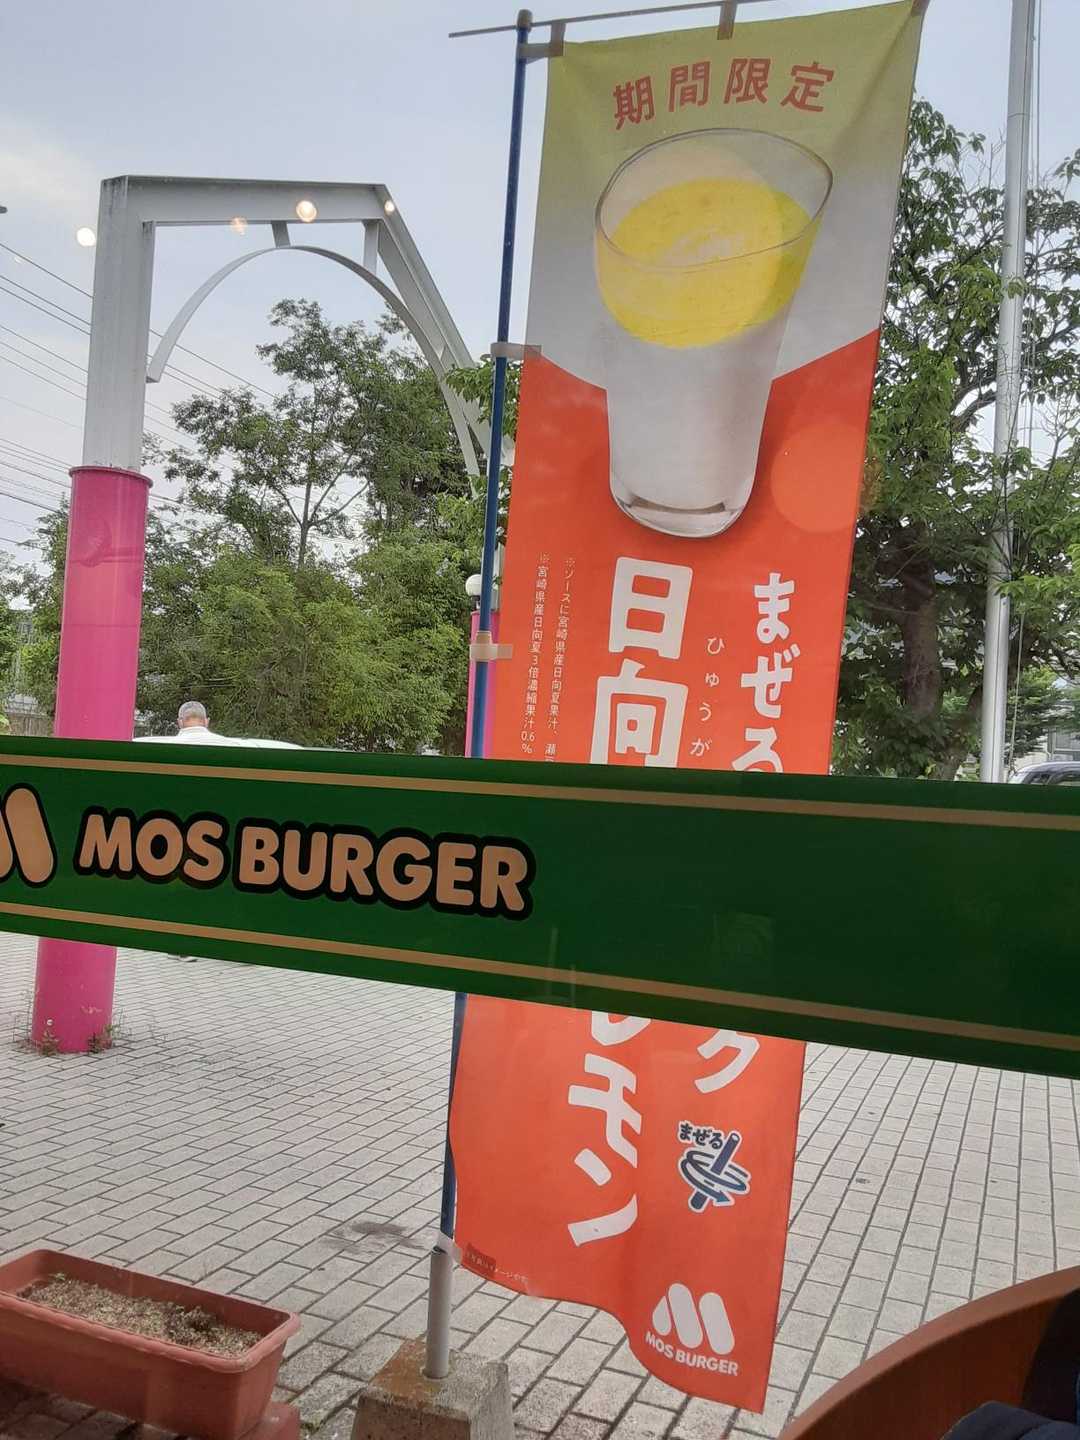 期間限定
まぜる
ひゅうが
日向
※ソースに宮崎県産日向夏果汁、瀬
※宮崎県産日向夏3倍濃縮果汁0.6%
MOS BURGER
ク
レモン
まぜる
MOS BURGER